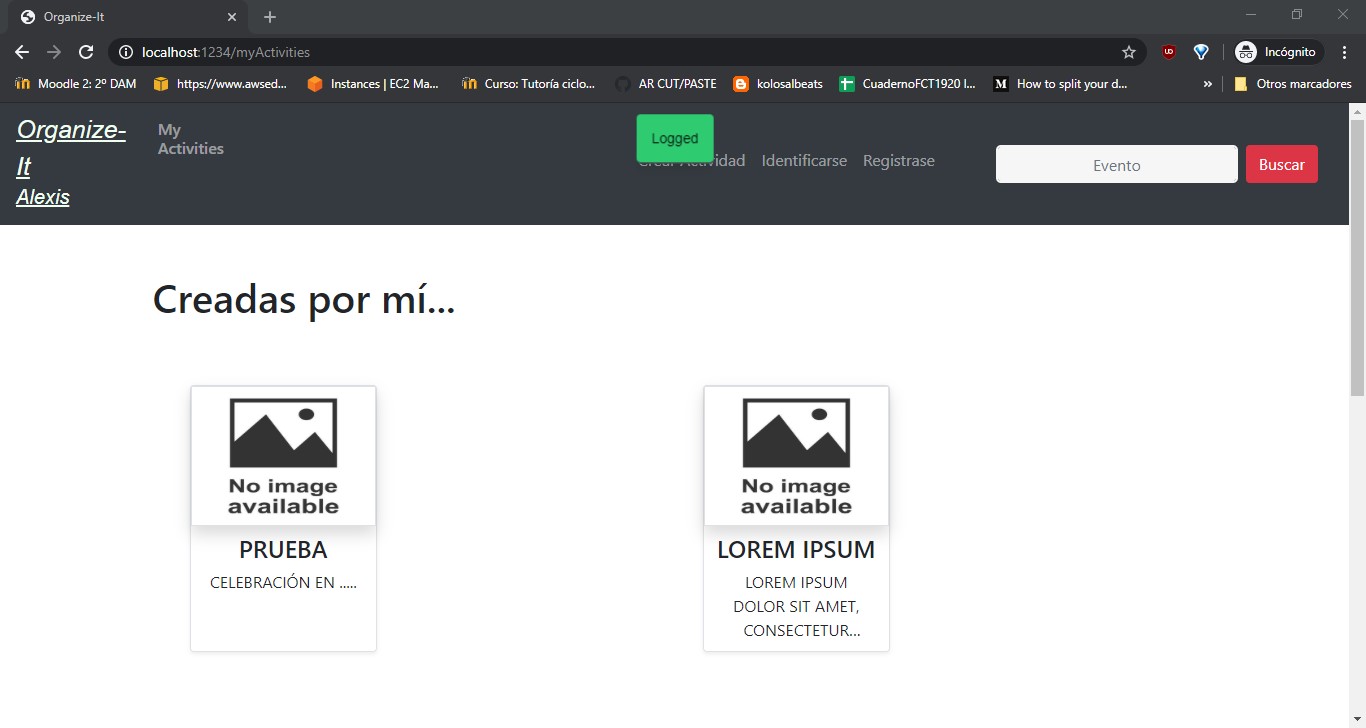 Organize-It
localhost:1234/myActivities
Incógnito
Moodle 2: 2º DAM
https://www.awsed...
Instances | EC2 Ma...
Curso: Tutoría ciclo...
AR CUT/PASTE
kolosalbeats
CuadernoFCT1920 I...
M
How to split your d...
»
Otros marcadores
Organize-
It
Alexis
My
Activities
Logged
Crear Actividad
Identificarse
Registrase
Evento
Buscar
Creadas por mí...
No image
available
PRUEBA
CELEBRACIÓN EN .....
No image
available
LOREM IPSUM
LOREM IPSUM
DOLOR SIT AMET,
CONSECTETUR...